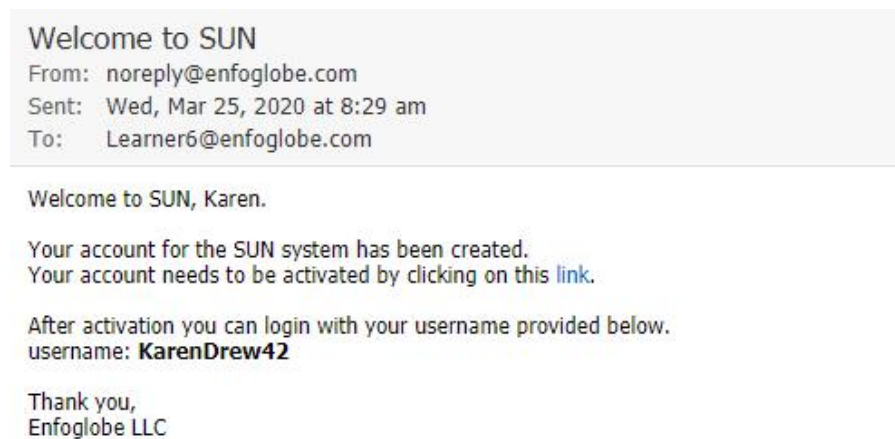 Welcome to SUN
From: noreply@enfoglobe.com
Sent: Wed, Mar 25, 2020 at 8:29 am
To: Learner6@enfoglobe.com
Welcome to SUN, Karen.
Your account for the SUN system has been created.
Your account needs to be activated by clicking on this link.
After activation you can login with your username provided below.
username: KarenDrew42
Thank you,
Enfoglobe LLC